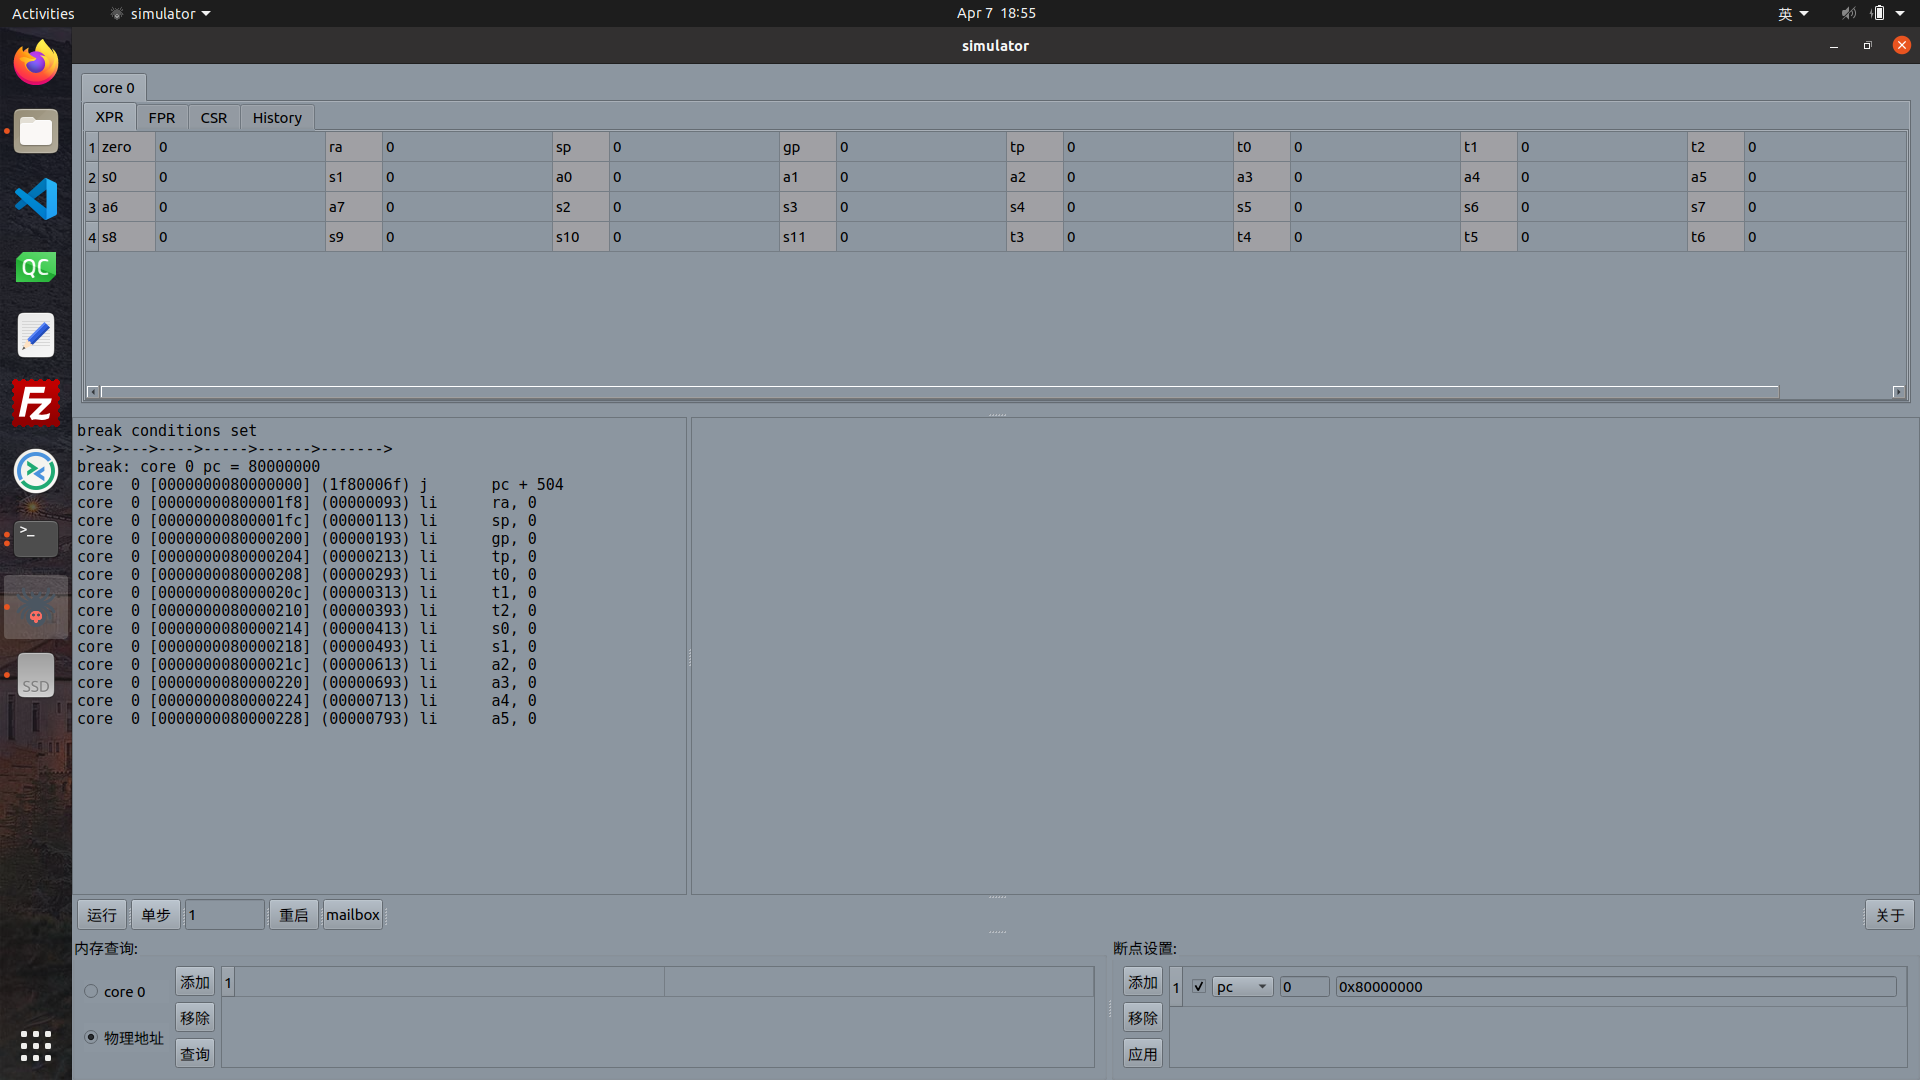 Activities simulator Apr 7 18:55 英
simulator
core 0
XPR FPR CSR History
1 zero 0 ra 0 sp 0 gp 0 tp 0 t0 0 t1 0 t2 0
2 s0 0 s1 0 a0 0 a1 0 a2 0 a3 0 a4 0 a5 0
3 a6 0 a7 0 s2 0 s3 0 s4 0 s5 0 s6 0 s7 0
4 s8 0 s9 0 s10 0 s11 0 t3 0 t4 0 t5 0 t6 0
QC
Fz
>_
SSD
break conditions set
->-->--->---->----->------>------->
break: core 0 pc = 80000000
core 0 [0000000080000000] (1f80006f) j pc + 504
core 0 [00000000800001f8] (00000093) li ra, 0
core 0 [00000000800001fc] (00000113) li sp, 0
core 0 [0000000080000200] (00000193) li gp, 0
core 0 [0000000080000204] (00000213) li tp, 0
core 0 [0000000080000208] (00000293) li t0, 0
core 0 [000000008000020c] (00000313) li t1, 0
core 0 [0000000080000210] (00000393) li t2, 0
core 0 [0000000080000214] (00000413) li s0, 0
core 0 [0000000080000218] (00000493) li s1, 0
core 0 [000000008000021c] (00000613) li a2, 0
core 0 [0000000080000220] (00000693) li a3, 0
core 0 [0000000080000224] (00000713) li a4, 0
core 0 [0000000080000228] (00000793) li a5, 0
运行 单步 1 重启 mailbox 关于
内存查询:
core 0
物理地址
添加
移除
查询
1
断点设置:
添加
移除
应用
1 pc 0 0x80000000